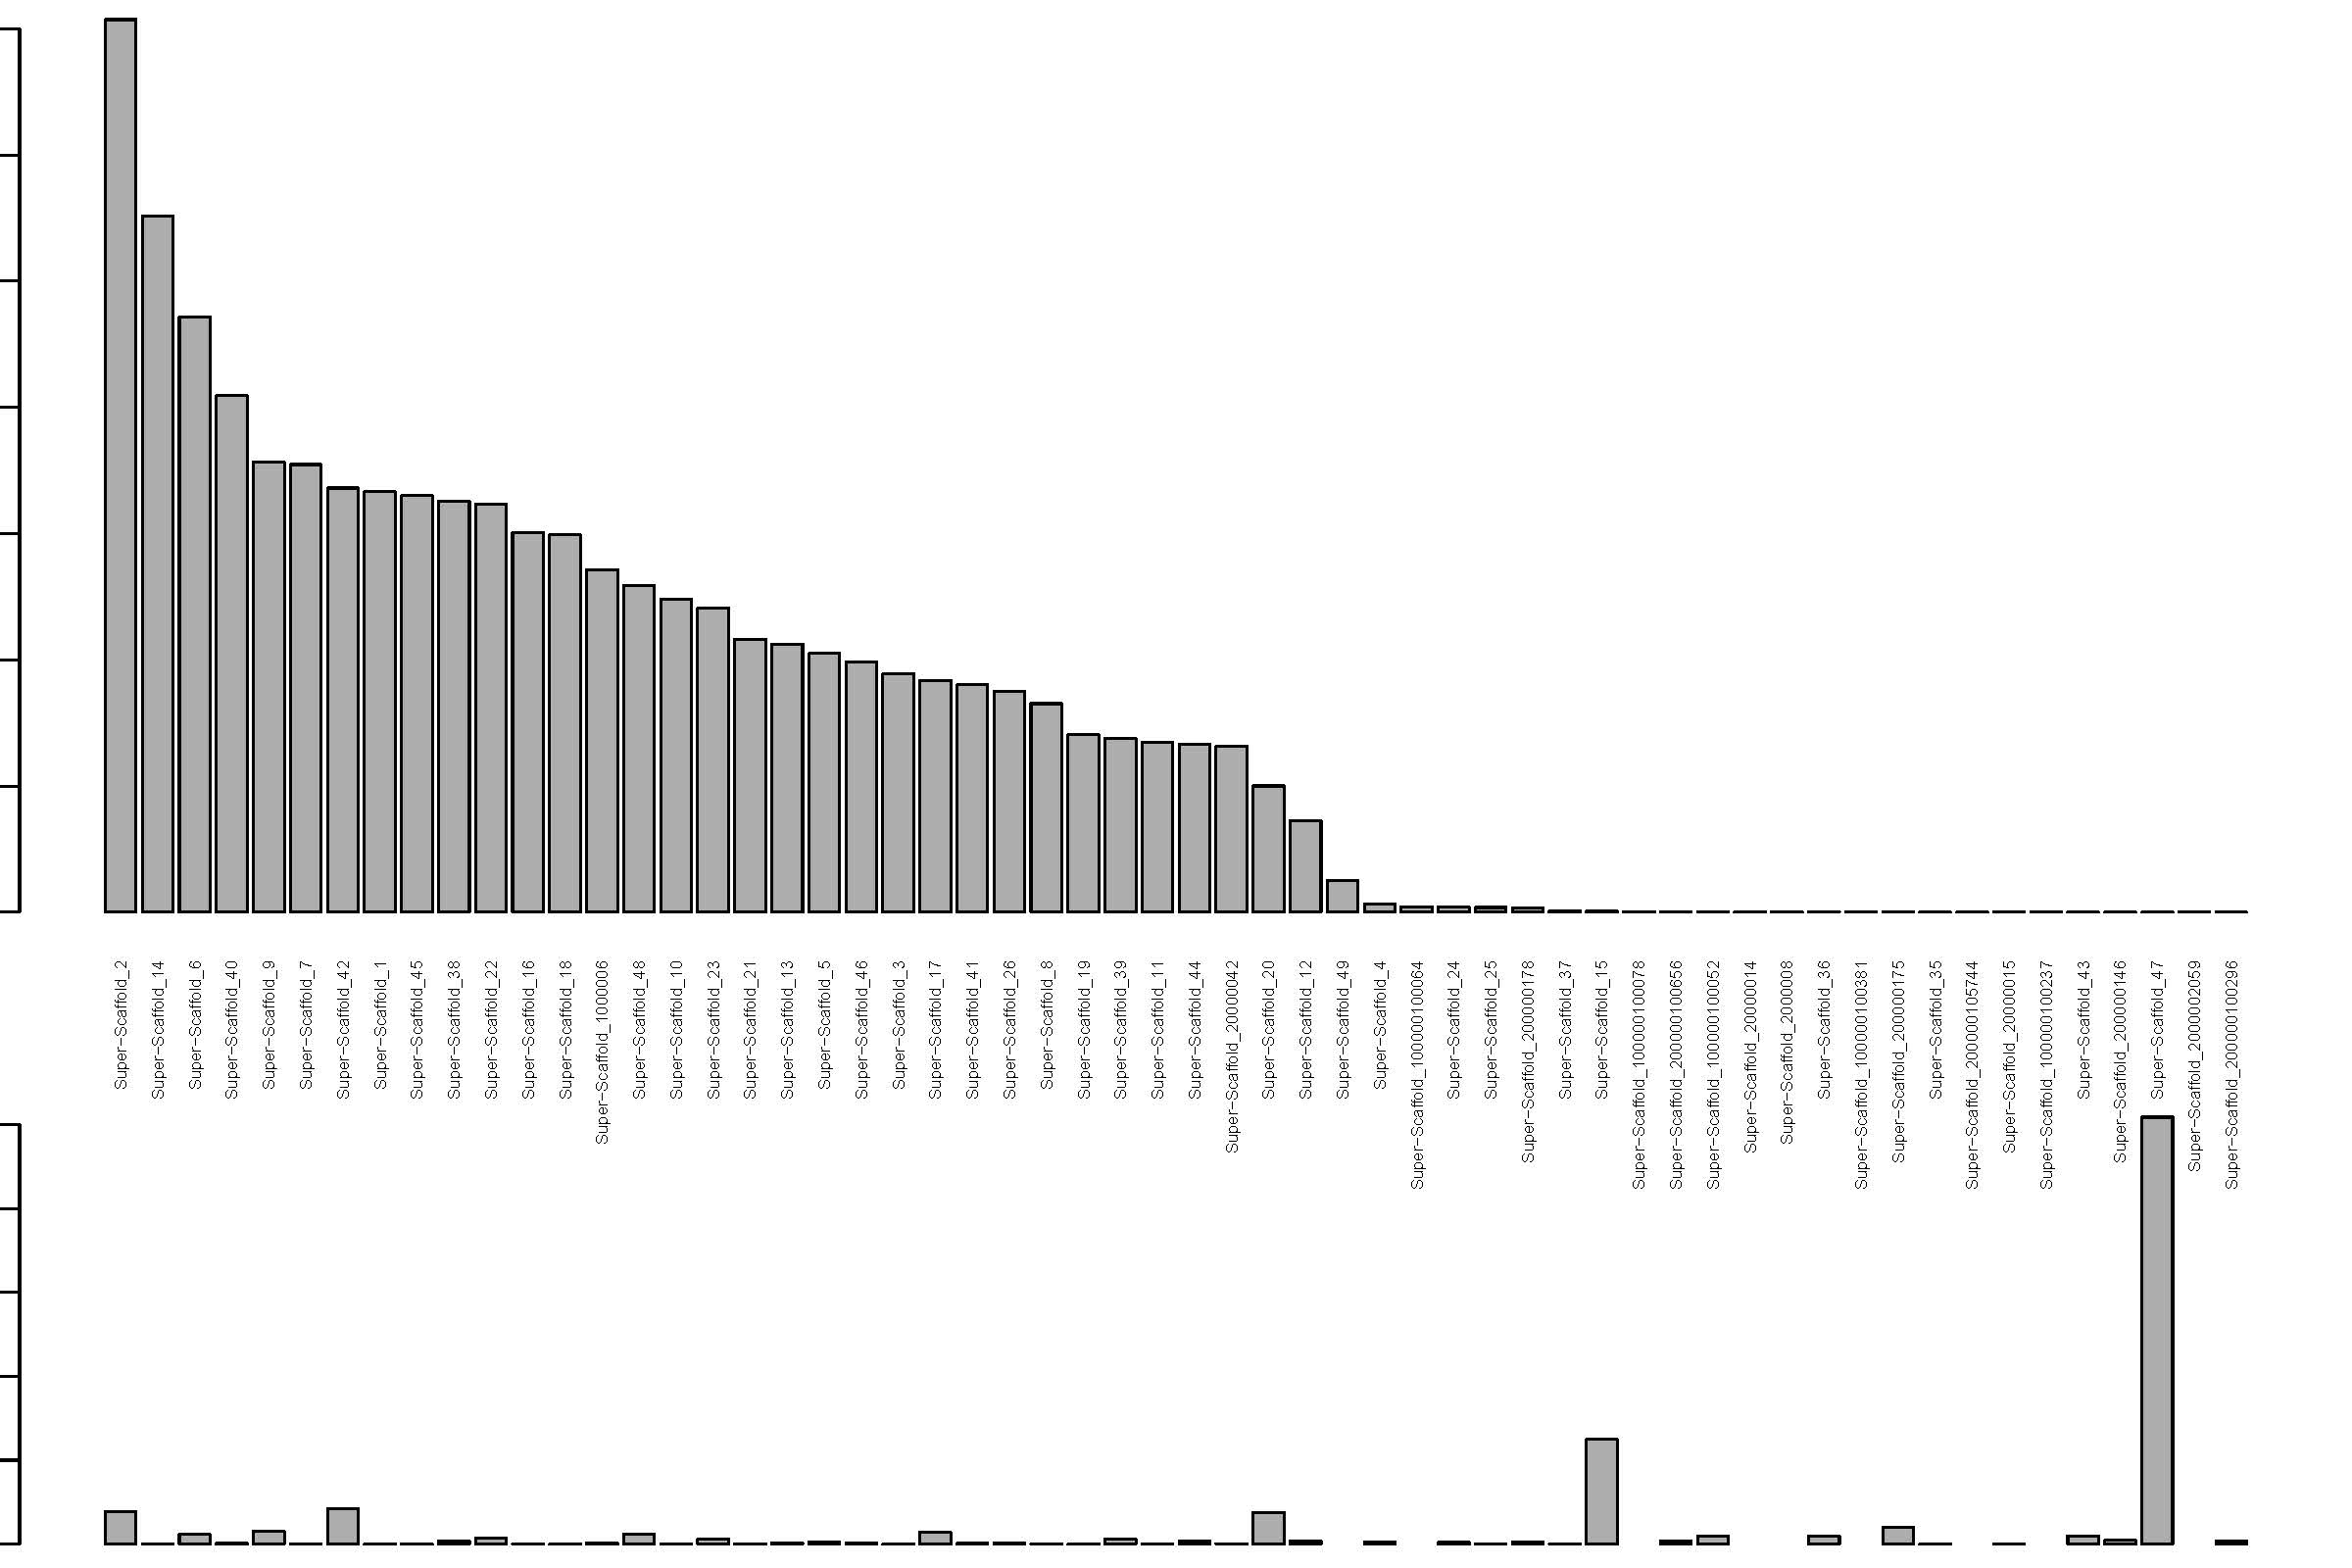 Super-Scaffold_2
Super-Scaffold_14
Super-Scaffold_6
Super-Scaffold_40
Super-Scaffold_9
Super-Scaffold_7
Super-Scaffold_42
Super-Scaffold_1
Super-Scaffold_45
Super-Scaffold_38
Super-Scaffold_22
Super-Scaffold_16
Super-Scaffold_18
Super-Scaffold_1000006
Super-Scaffold_48
Super-Scaffold_10
Super-Scaffold_23
Super-Scaffold_21
Super-Scaffold_13
Super-Scaffold_5
Super-Scaffold_46
Super-Scaffold_3
Super-Scaffold_17
Super-Scaffold_41
Super-Scaffold_26
Super-Scaffold_8
Super-Scaffold_19
Super-Scaffold_39
Super-Scaffold_11
Super-Scaffold_44
Super-Scaffold_20000042
Super-Scaffold_20
Super-Scaffold_12
Super-Scaffold_49
Super-Scaffold_4
Super-Scaffold_100000100064
Super-Scaffold_24
Super-Scaffold_25
Super-Scaffold_200000178
Super-Scaffold_37
Super-Scaffold_15
Super-Scaffold_100000100078
Super-Scaffold_200000100656
Super-Scaffold_100000100052
Super-Scaffold_20000014
Super-Scaffold_2000008
Super-Scaffold_36
Super-Scaffold_100000100381
Super-Scaffold_200000175
Super-Scaffold_35
Super-Scaffold_200000105744
Super-Scaffold_20000015
Super-Scaffold_100000100237
Super-Scaffold_43
Super-Scaffold_200000146
Super-Scaffold_47
Super-Scaffold_2000002059
Super-Scaffold_200000100296